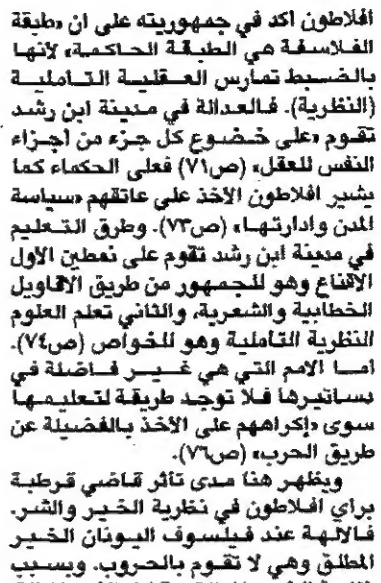 افلاطون اكد في جمهوريته على ان «طبقة
الفلاسفة هي الطبقة الحاكمة، لأنها
بالضبط تمارس العقلية التاملية
(النظرية). فالعدالة في مدينة ابن رشد
تقوم «على خضوع كل جزء من اجزاء
النفس للعقل» (ص٧١) فعلى الحكماء كما
يشير افلاطون الأخذ على عاتقهم «سياسة
المدن وادارتها» (ص٧٣). وطرق التعليم
في مدينة ابن رشد تقوم على نمطين الأول
الاقناع وهو للجمهور من طريق الاقاويل
الخطابية والشعرية، والثاني تعلم العلوم
النظرية التاملية وهو للخواص (ص٧٤).
اما الامم التي هي غير فاضلة في
دساتيرها فلا توجد طريقة لتعليمها
سوى «إكراههم على الأخذ بالفضيلة عن
طريق الحرب» (ص٧٦).
ويظهر هنا مدى تأثر قاضي قرطبة
براي افلاطون في نظرية الخير والشر.
فالالهة عند فيلسوف اليونان الخير
المطلق وهي لا تقوم بالحروب. وبسبب